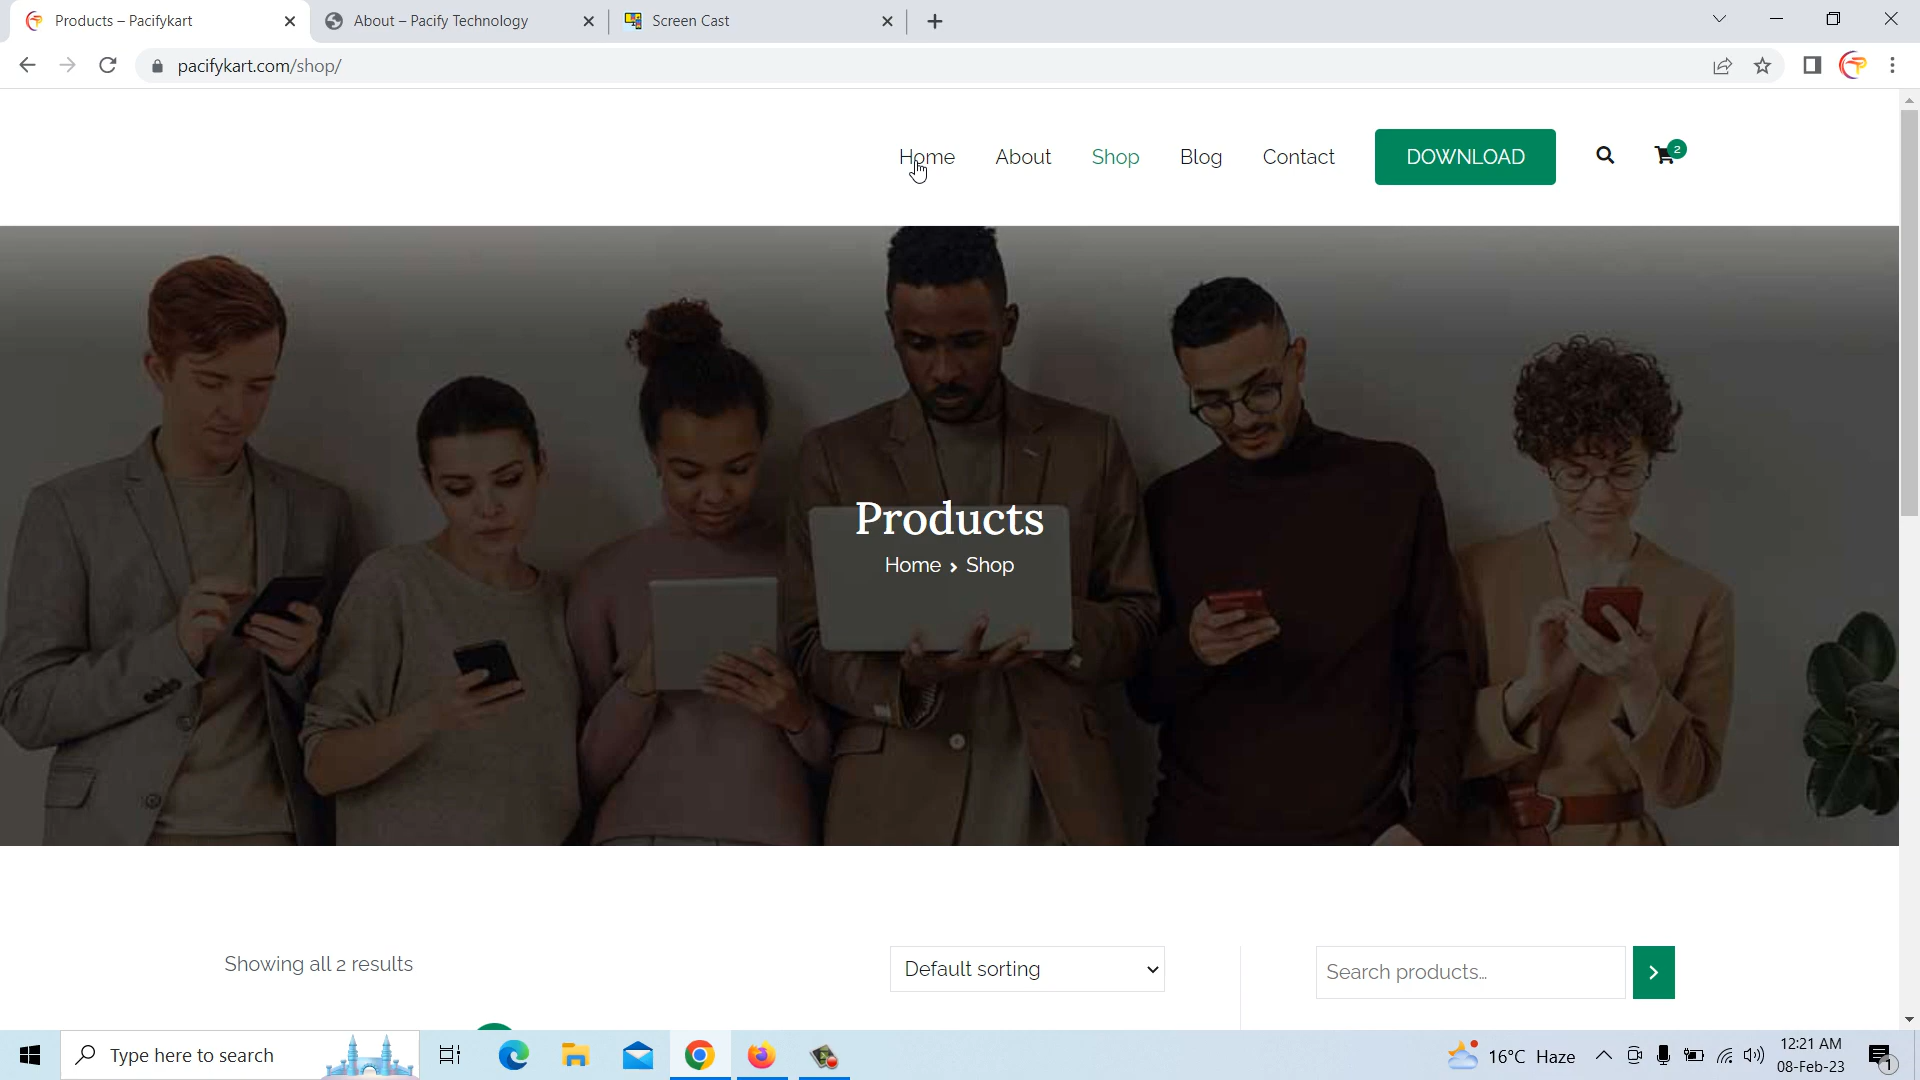 Products – Pacifykart
About – Pacify Technology
Screen Cast
pacifykart.com/shop/
Home About Shop Blog Contact DOWNLOAD 2
Products
Home › Shop
Showing all 2 results
Default sorting
Search products...
Type here to search
16°C Haze
12:21 AM
08-Feb-23
1